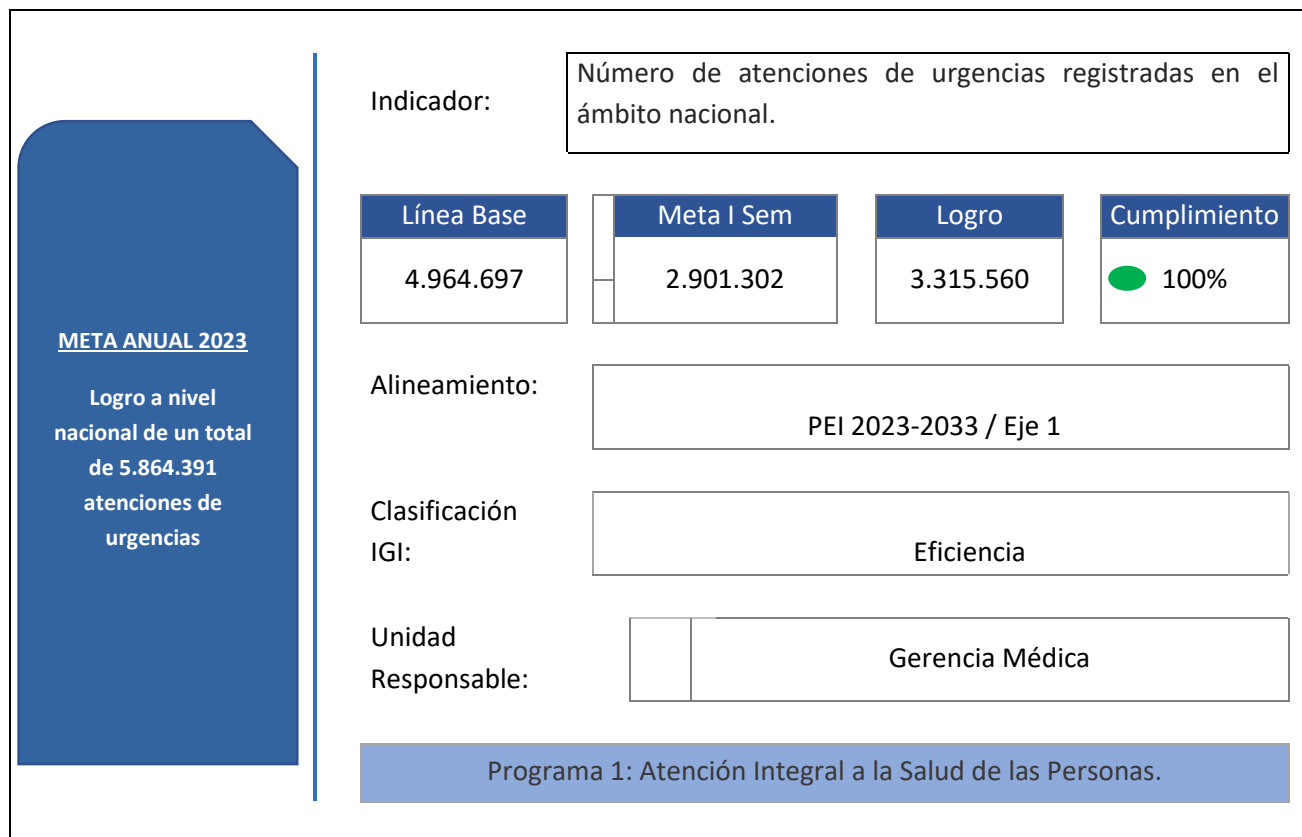 META ANUAL 2023
Logro a nivel
nacional de un total
de 5.864.391
atenciones de
urgencias
Indicador:
Número de atenciones de urgencias registradas en el
ámbito nacional.
Línea Base
Meta I Sem
Logro
Cumplimiento
4.964.697
2.901.302
3.315.560
100%
Alineamiento:
PEI 2023-2033 / Eje 1
Clasificación
IGI:
Eficiencia
Unidad
Responsable:
Gerencia Médica
Programa 1: Atención Integral a la Salud de las Personas.